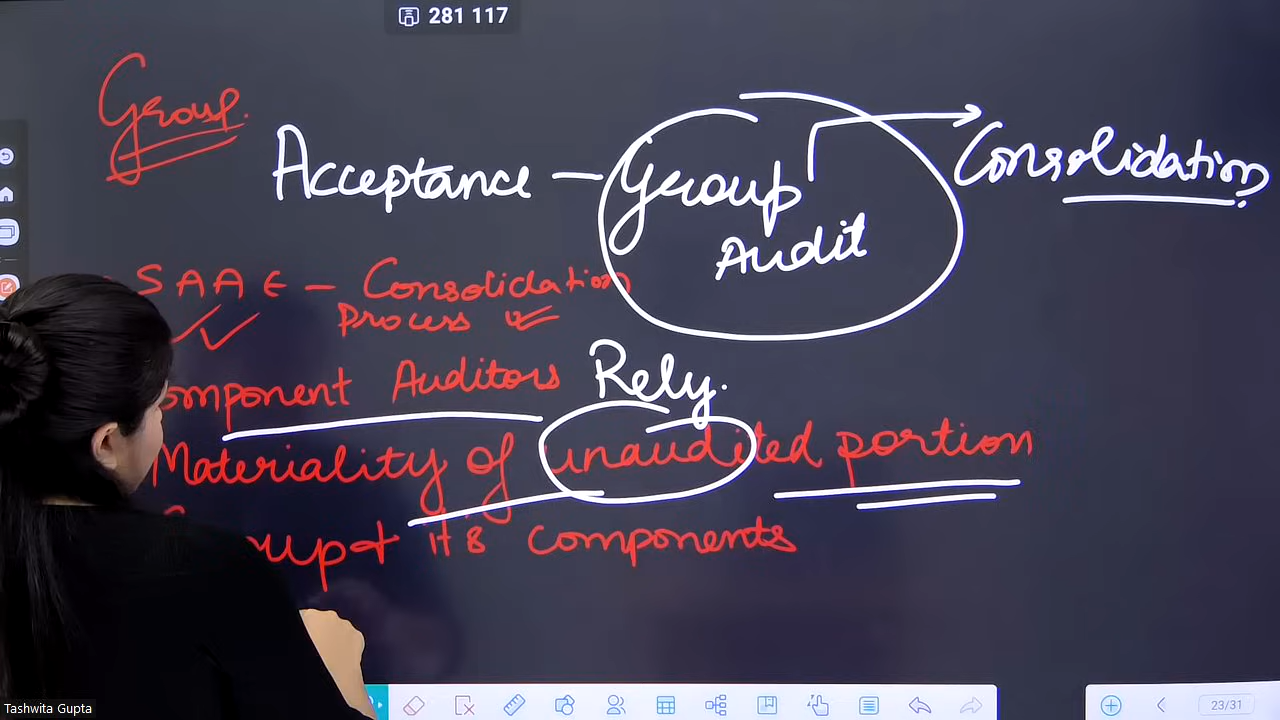 281 117
Group.
Acceptance — Group Audit → Consolidation
SAAE — Consolidation
Process
omponent Auditors Rely.
Materiality of unaudited portion
oup & its components
Tashwita Gupta
23/31